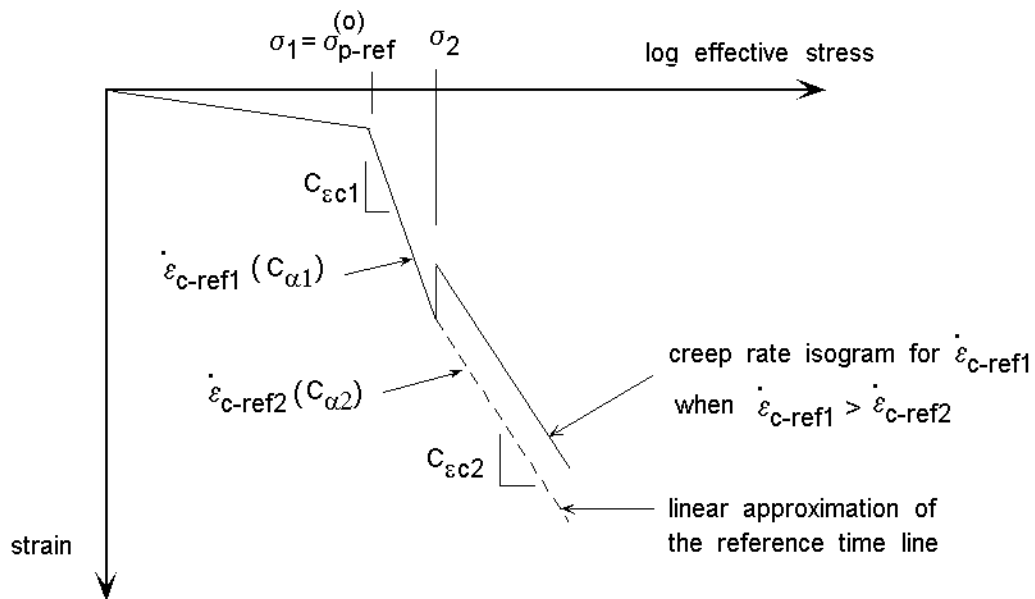 σ1 = σp-ref(o)
σ2
log effective stress
Cεc1
ε̇c-ref1 (Cα1)
creep rate isogram for ε̇c-ref1
when ε̇c-ref1 > ε̇c-ref2
ε̇c-ref2 (Cα2)
Cεc2
linear approximation of
the reference time line
strain